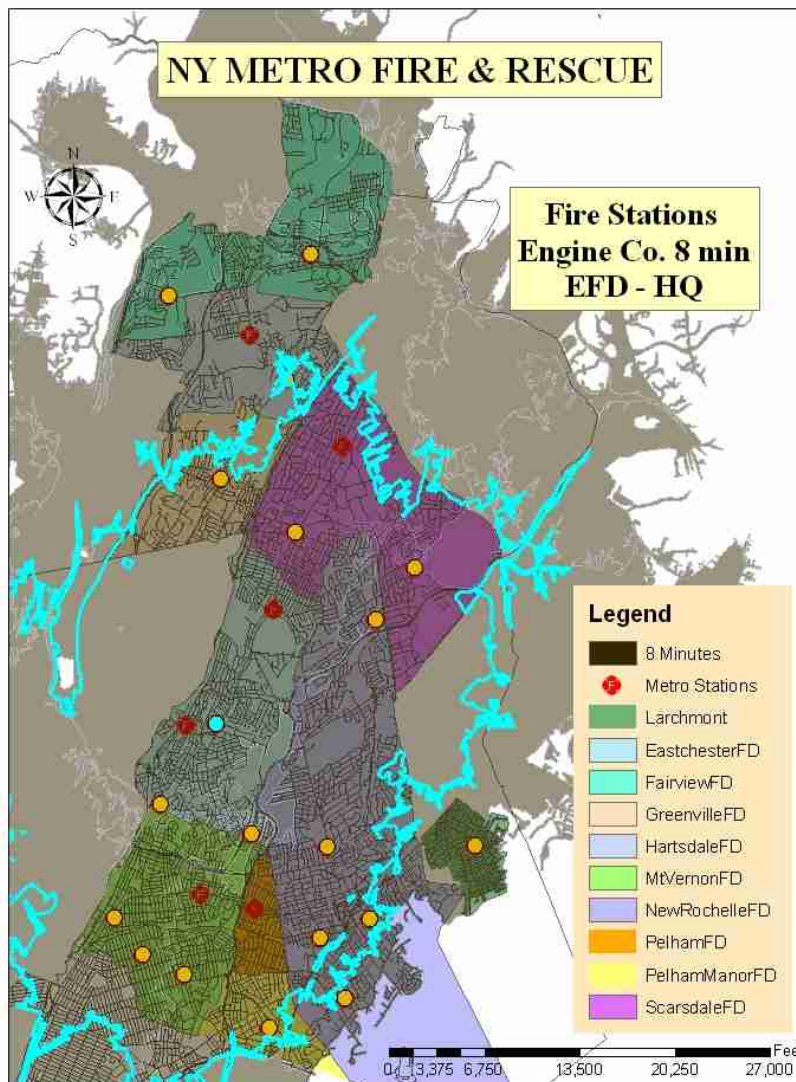 NY METRO FIRE & RESCUE
N
W
S
Fire Stations
Engine Co. 8 min
EFD - HQ
F
F
F
F
F
Legend
8 Minutes
F
Metro Stations
Larchmont
EastchesterFD
FairviewFD
GreenvilleFD
HartsdaleFD
MtVernonFD
NewRochelleFD
PelhamFD
PelhamManorFD
ScarsdaleFD
0 3,375 6,750 13,500 20,250 27,000